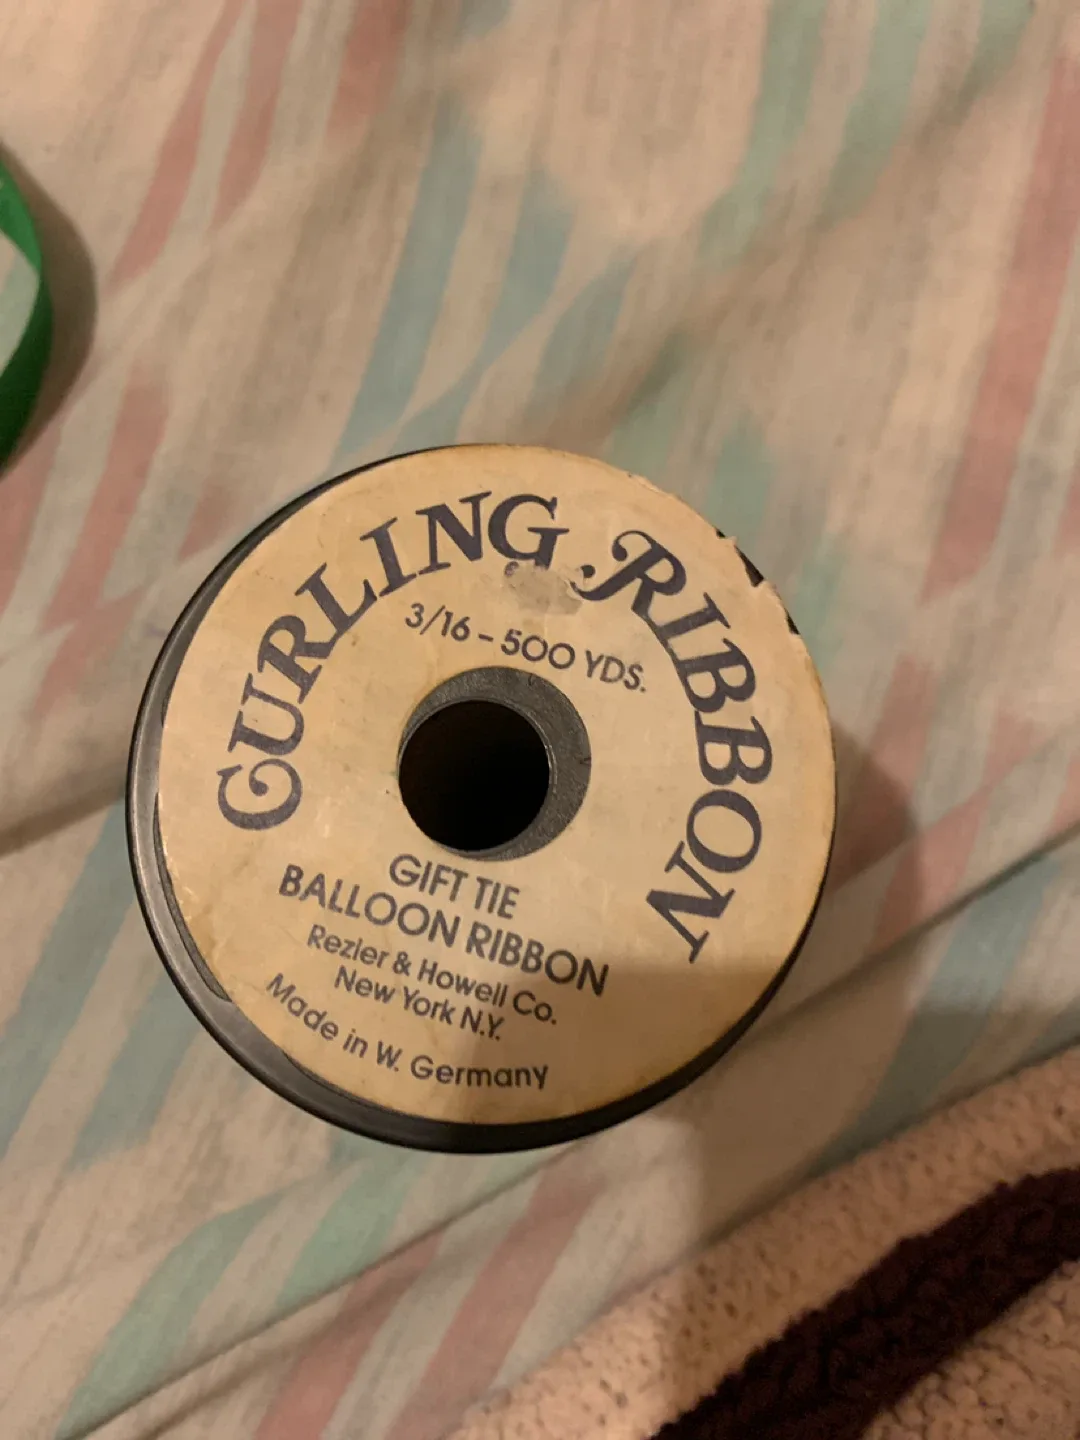 CURLING RIBBON
3/16 - 500 YDS.
GIFT TIE
BALLOON RIBBON
Rezler & Howell Co.
New York N.Y.
Made in W. Germany